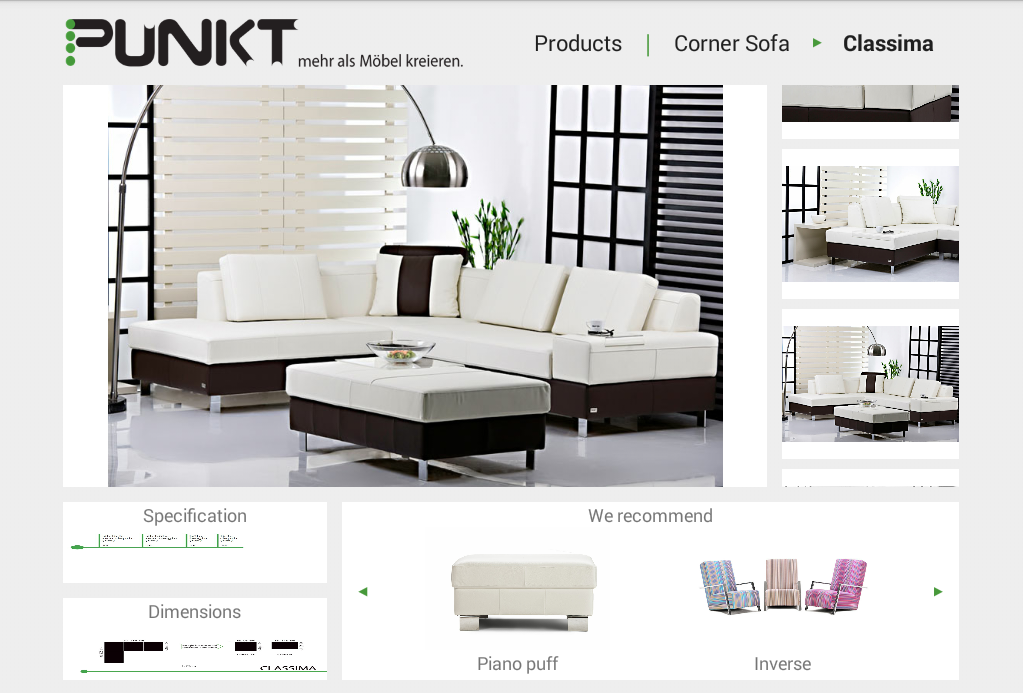 PUNKT
mehr als Möbel kreieren.
Products | Corner Sofa ▸ Classima
Specification
Dimensions
CLASSIMA
We recommend
Piano puff
Inverse